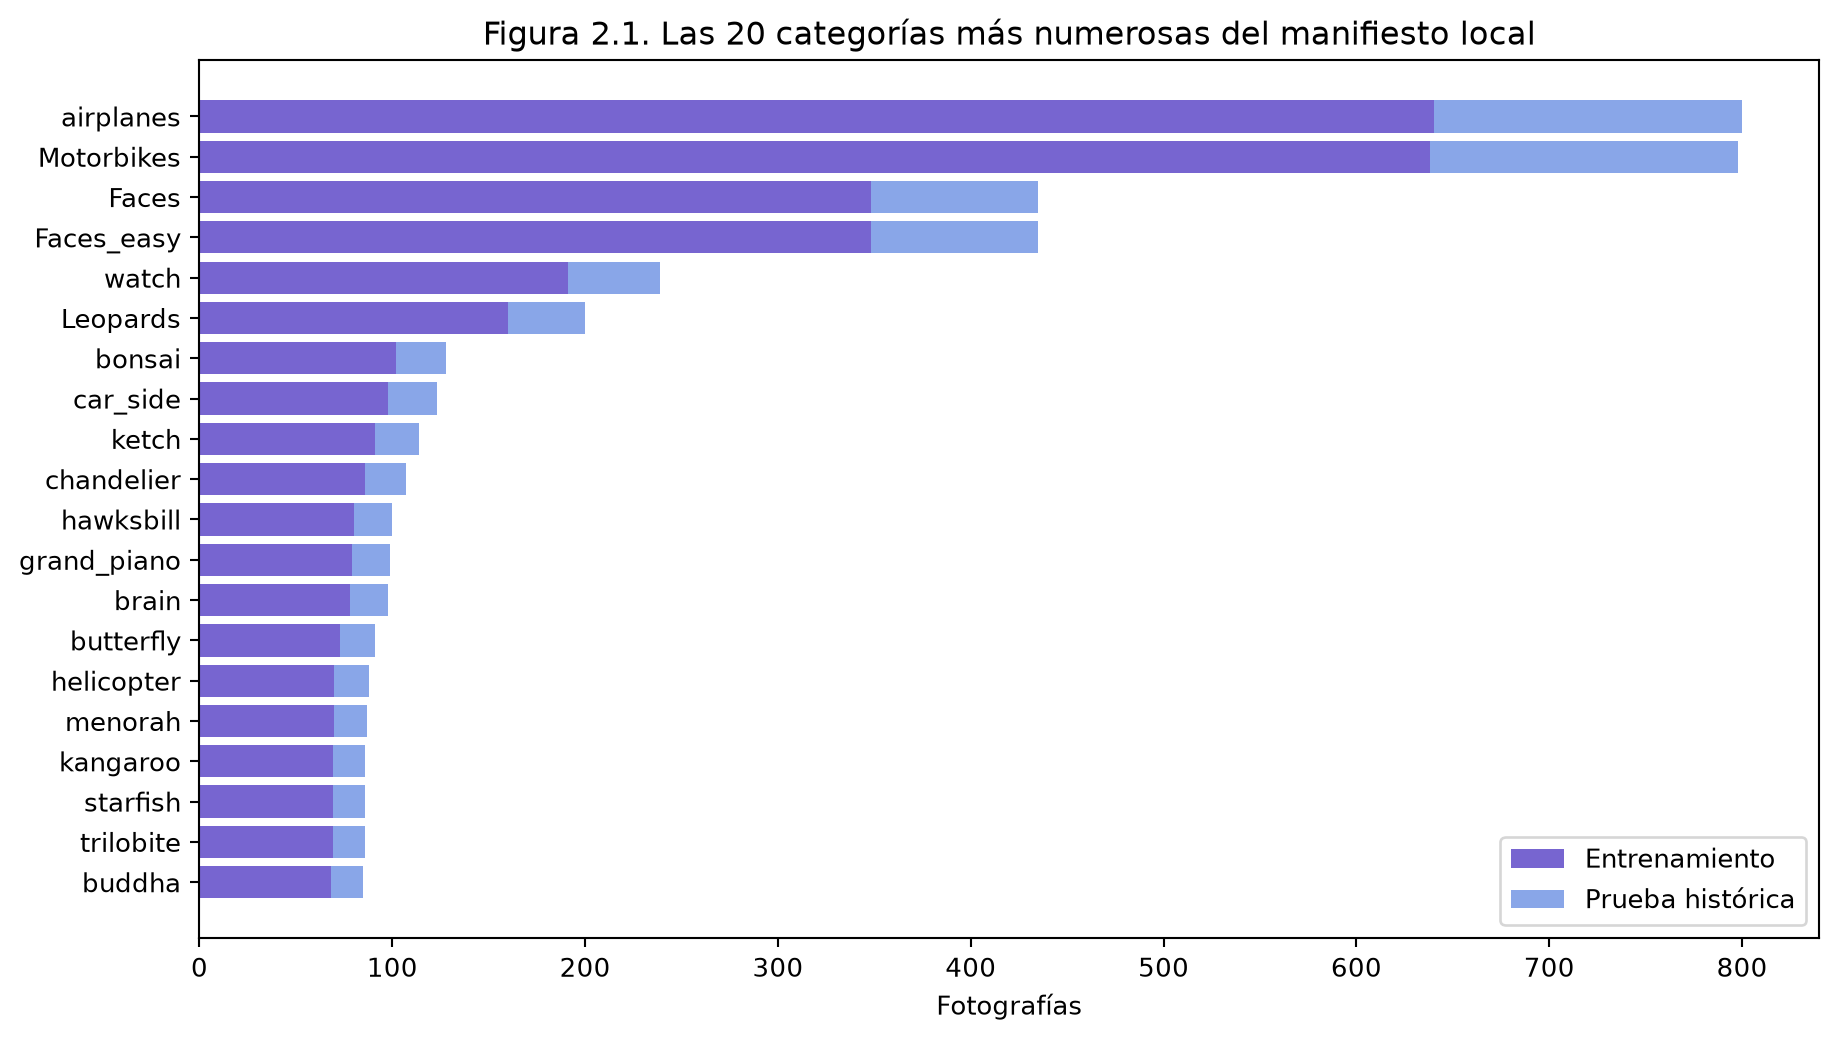 Figura 2.1. Las 20 categorías más numerosas del manifiesto local
airplanes
Motorbikes
Faces
Faces_easy
watch
Leopards
bonsai
car_side
ketch
chandelier
hawksbill
grand_piano
brain
butterfly
helicopter
menorah
kangaroo
starfish
trilobite
buddha
Entrenamiento
Prueba histórica
0 100 200 300 400 500 600 700 800
Fotografías